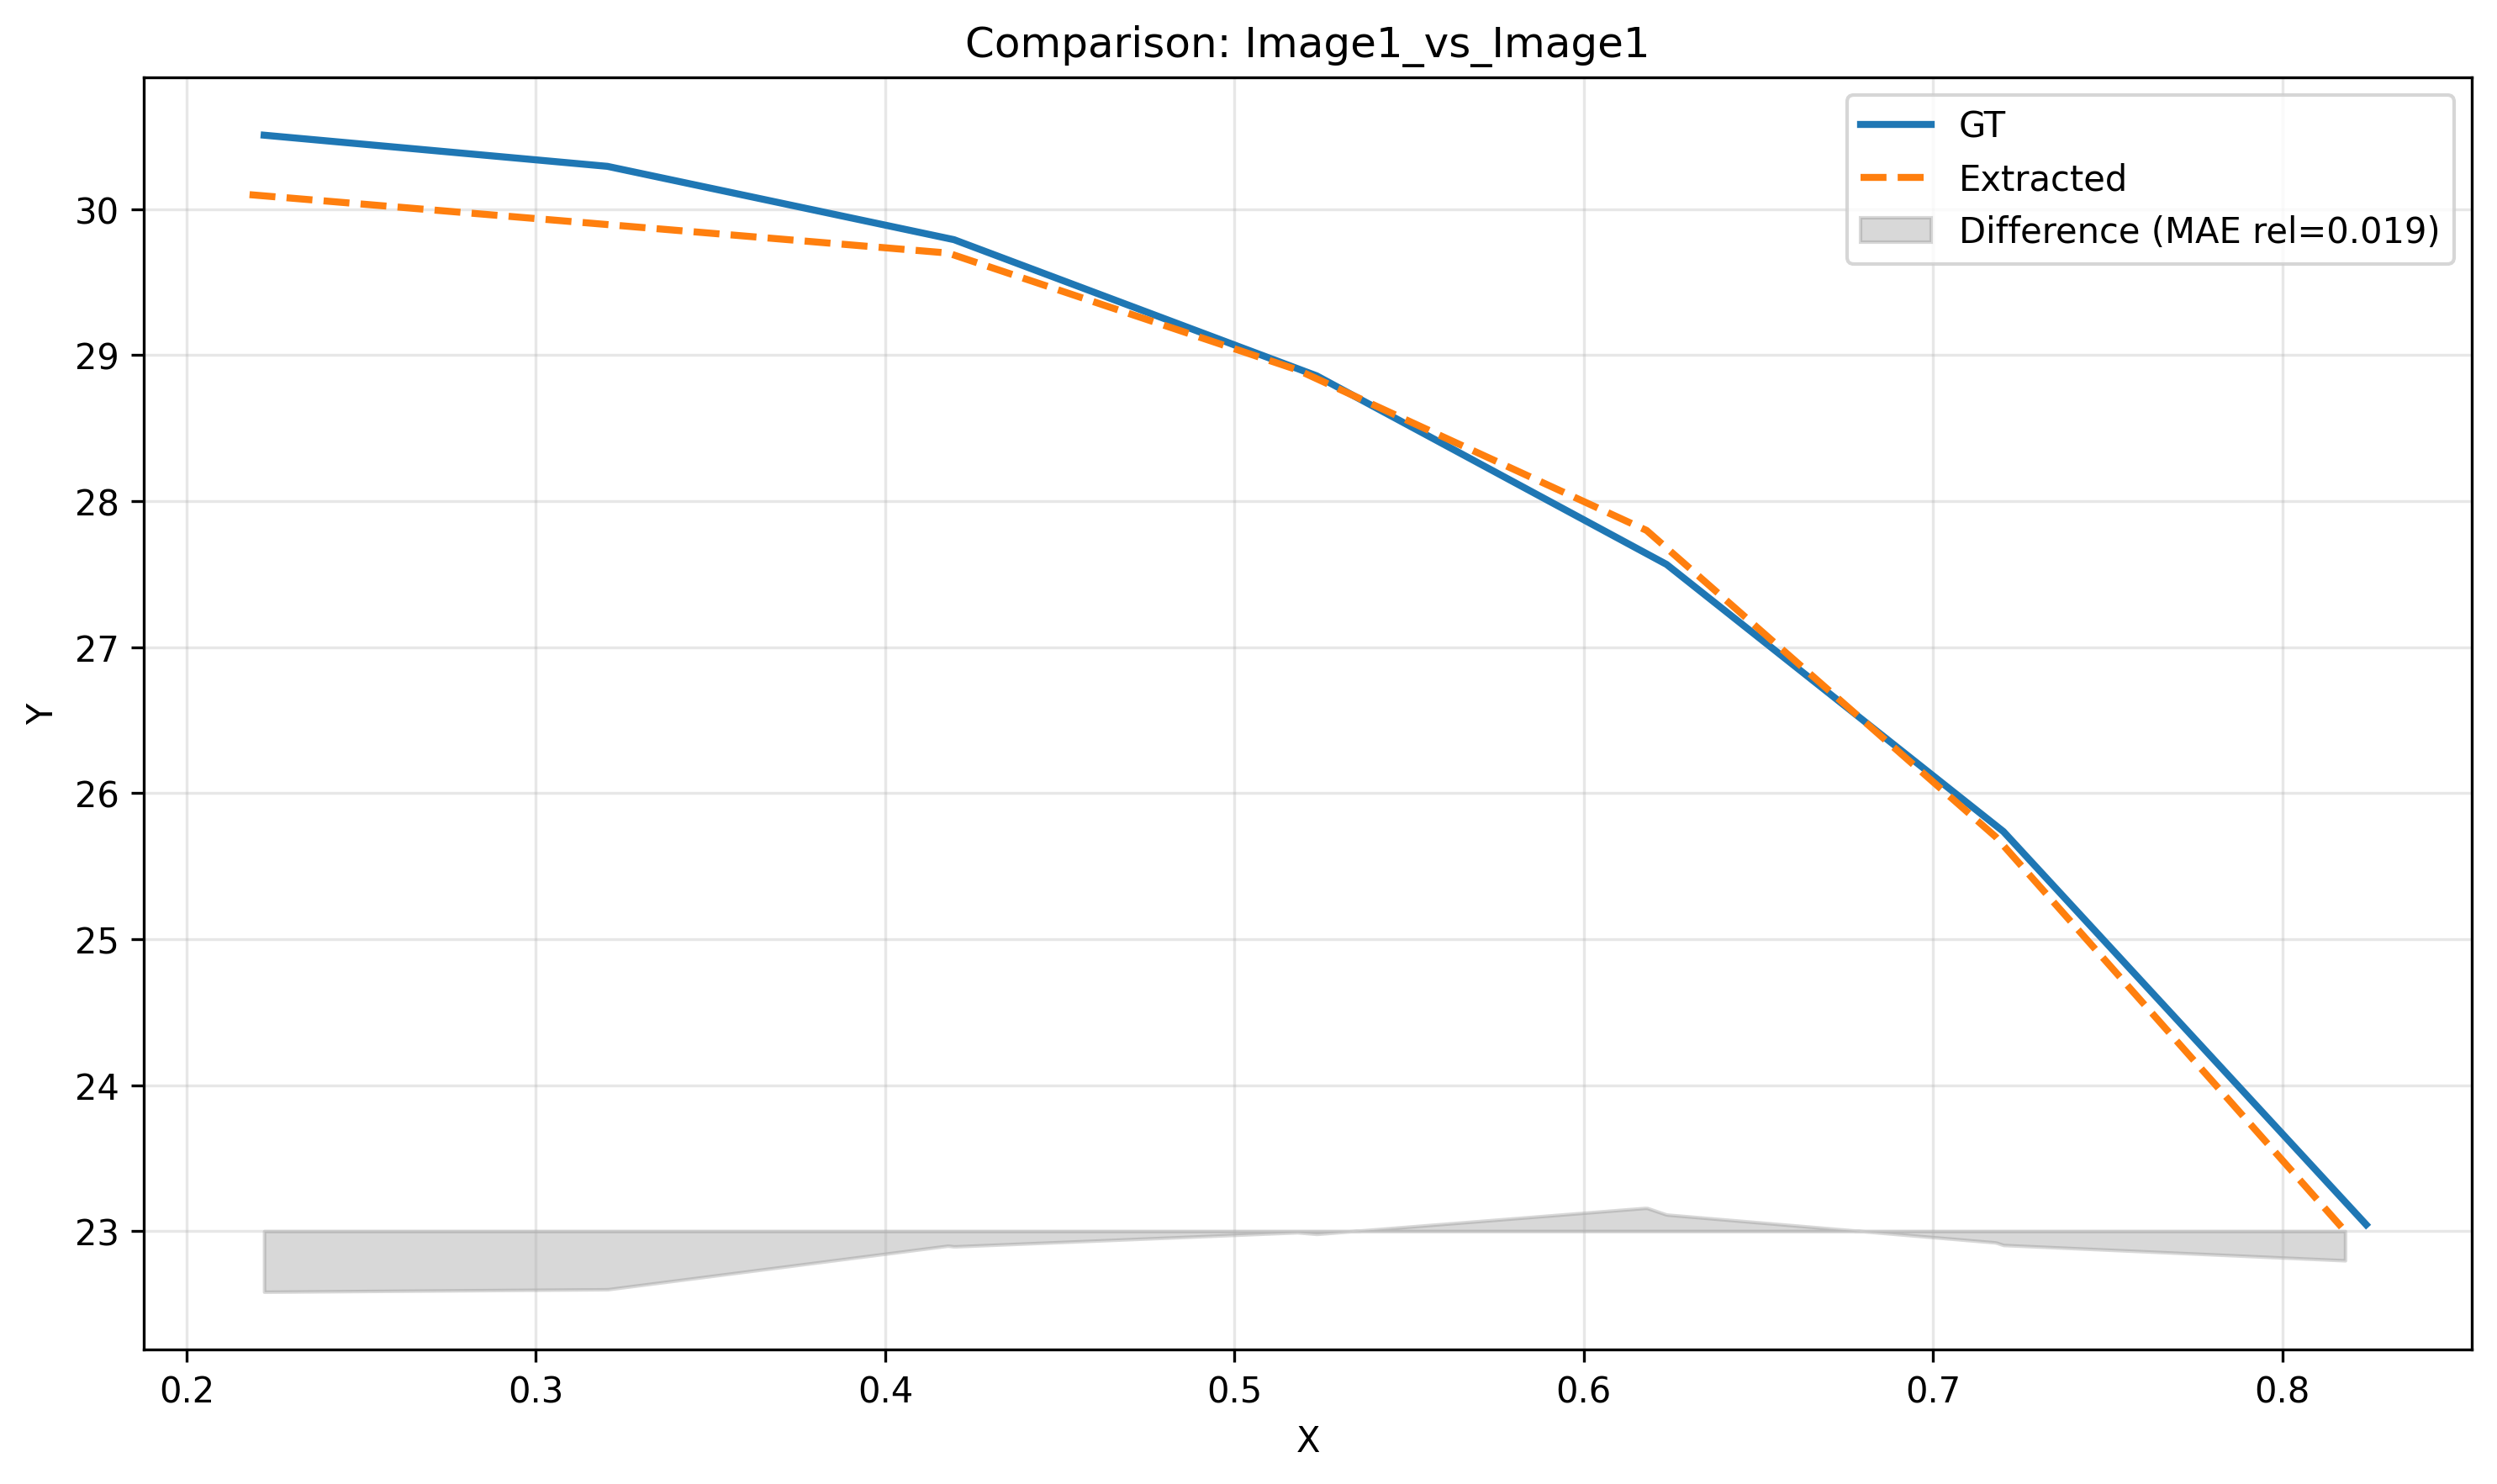 Comparison: Image1_vs_Image1
GT
Extracted
Difference (MAE rel=0.019)
30
29
28
27
26
25
24
23
Y
0.2 0.3 0.4 0.5 0.6 0.7 0.8
X